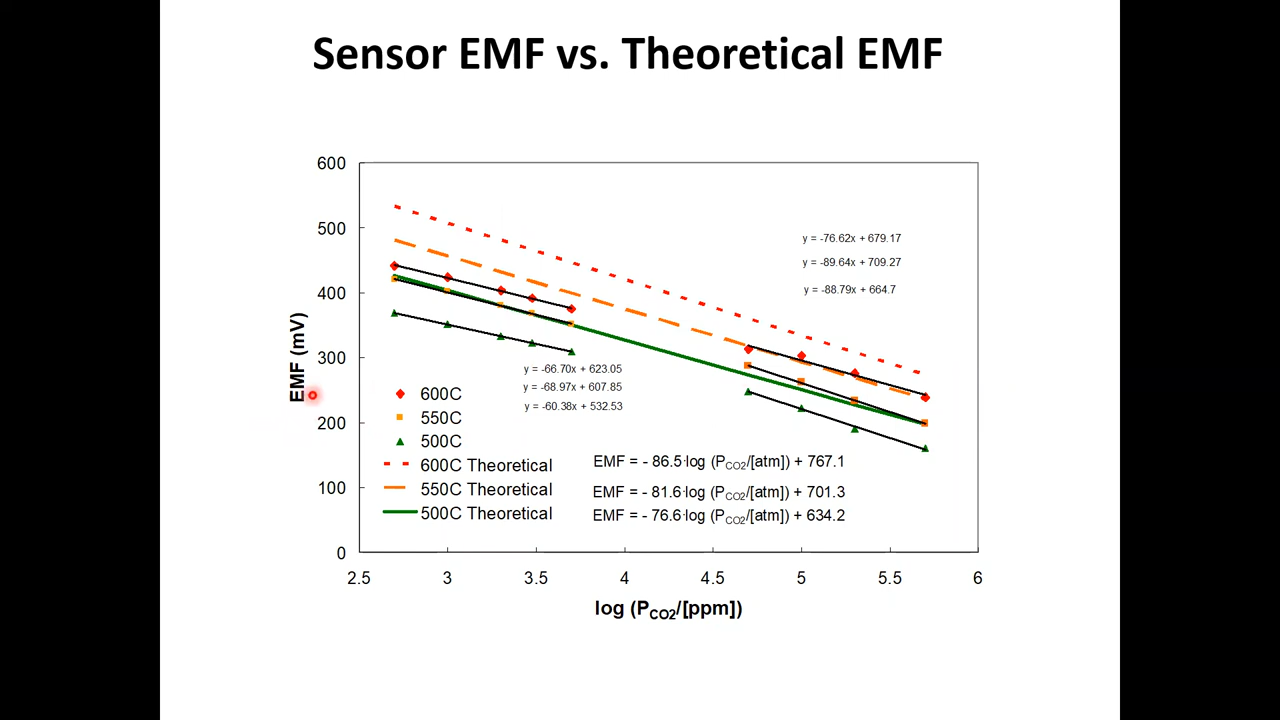 Sensor EMF vs. Theoretical EMF
600
500
400
300
200
100
0
EMF (mV)
y = -76.62x + 679.17
y = -89.64x + 709.27
y = -88.79x + 664.7
y = -66.70x + 623.05
y = -68.97x + 607.85
y = -60.38x + 532.53
600C
550C
500C
600C Theoretical
550C Theoretical
500C Theoretical
EMF = - 86.5·log (PCO2/[atm]) + 767.1
EMF = - 81.6·log (PCO2/[atm]) + 701.3
EMF = - 76.6·log (PCO2/[atm]) + 634.2
2.5 3 3.5 4 4.5 5 5.5 6
log (PCO2/[ppm])